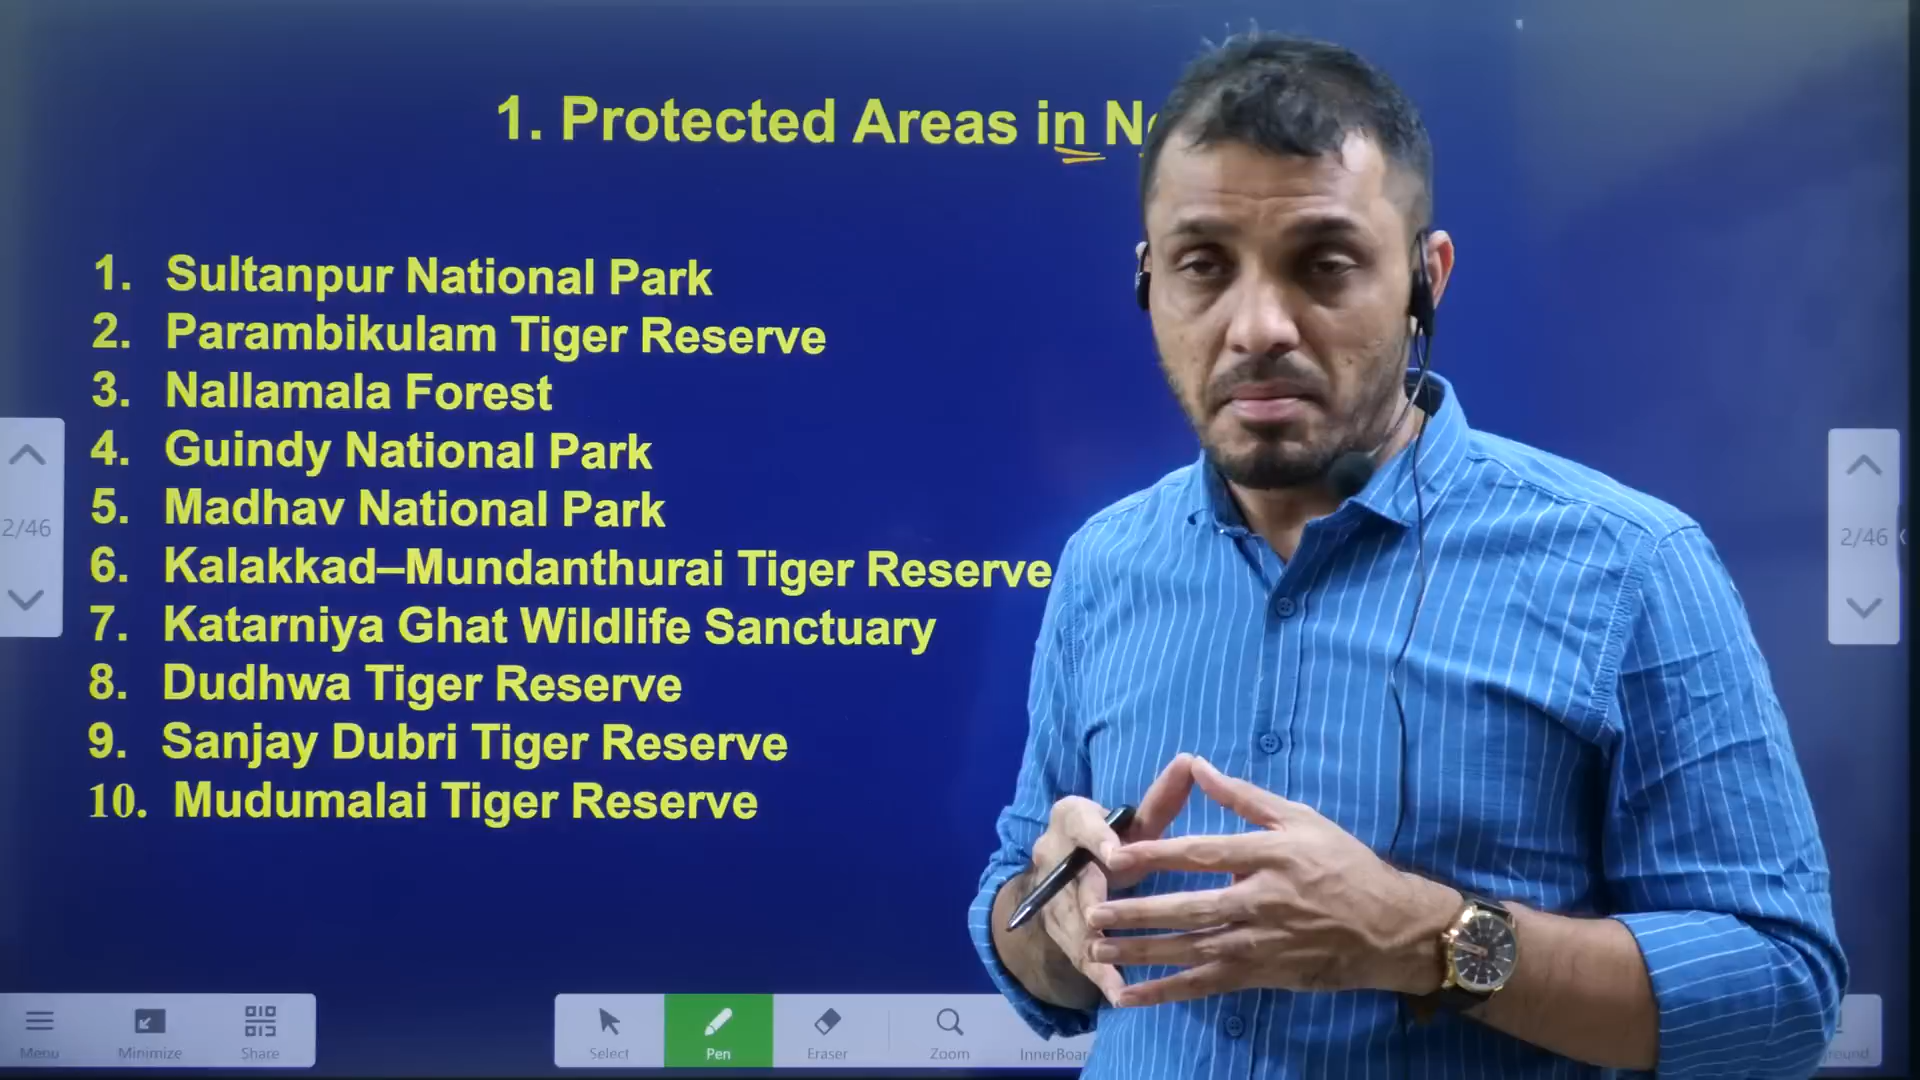 1. Protected Areas in
1. Sultanpur National Park
2. Parambikulam Tiger Reserve
3. Nallamala Forest
4. Guindy National Park
5. Madhav National Park
6. Kalakkad–Mundanthurai Tiger Reserve
7. Katarniya Ghat Wildlife Sanctuary
8. Dudhwa Tiger Reserve
9. Sanjay Dubri Tiger Reserve
10. Mudumalai Tiger Reserve
2/46
2/46
Menu Minimize Share Select Pen Eraser Zoom